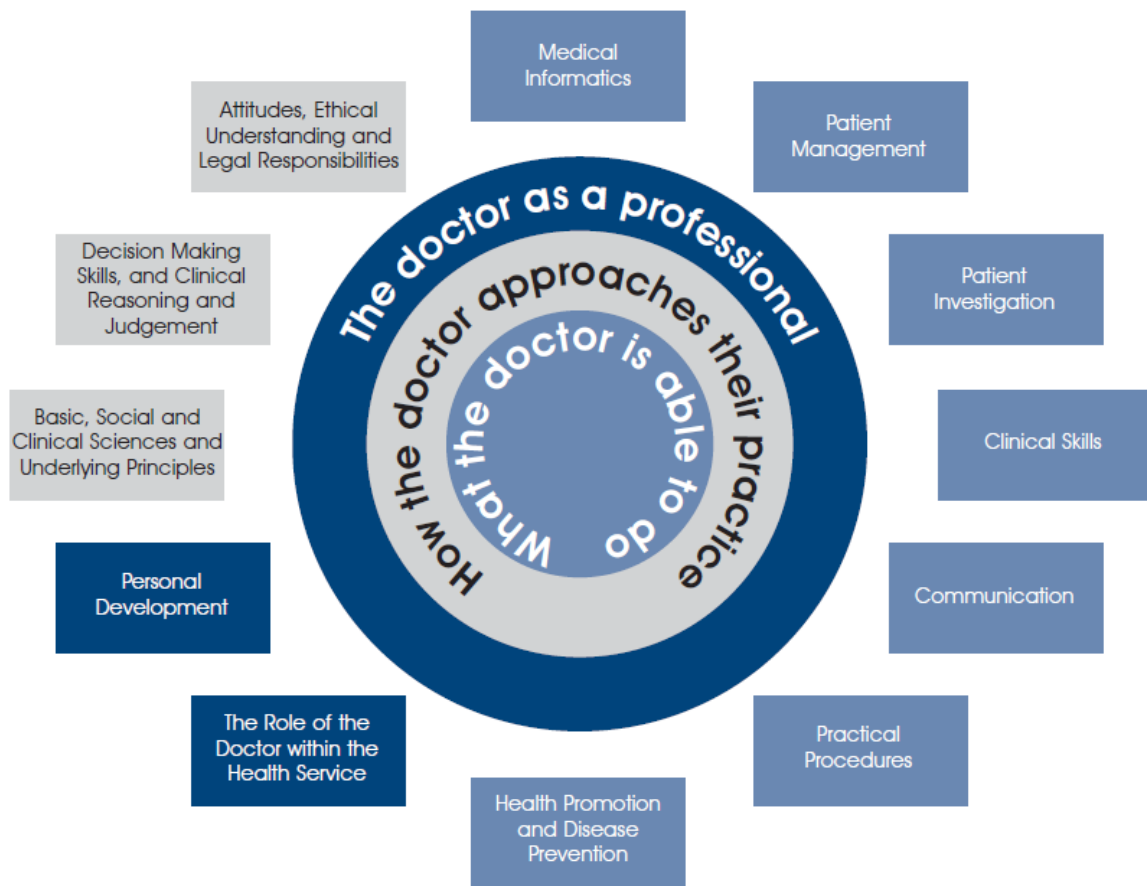 Medical
Informatics
Patient
Management
Patient
Investigation
Clinical Skills
Communication
Practical
Procedures
Health Promotion
and Disease
Prevention
The Role of the
Doctor within the
Health Service
Personal
Development
Basic, Social and
Clinical Sciences and
Underlying Principles
Decision Making
Skills, and Clinical
Reasoning and
Judgement
Attitudes, Ethical
Understanding and
Legal Responsibilities
The doctor as a professional
How the doctor approaches their practice
What the doctor is able to do